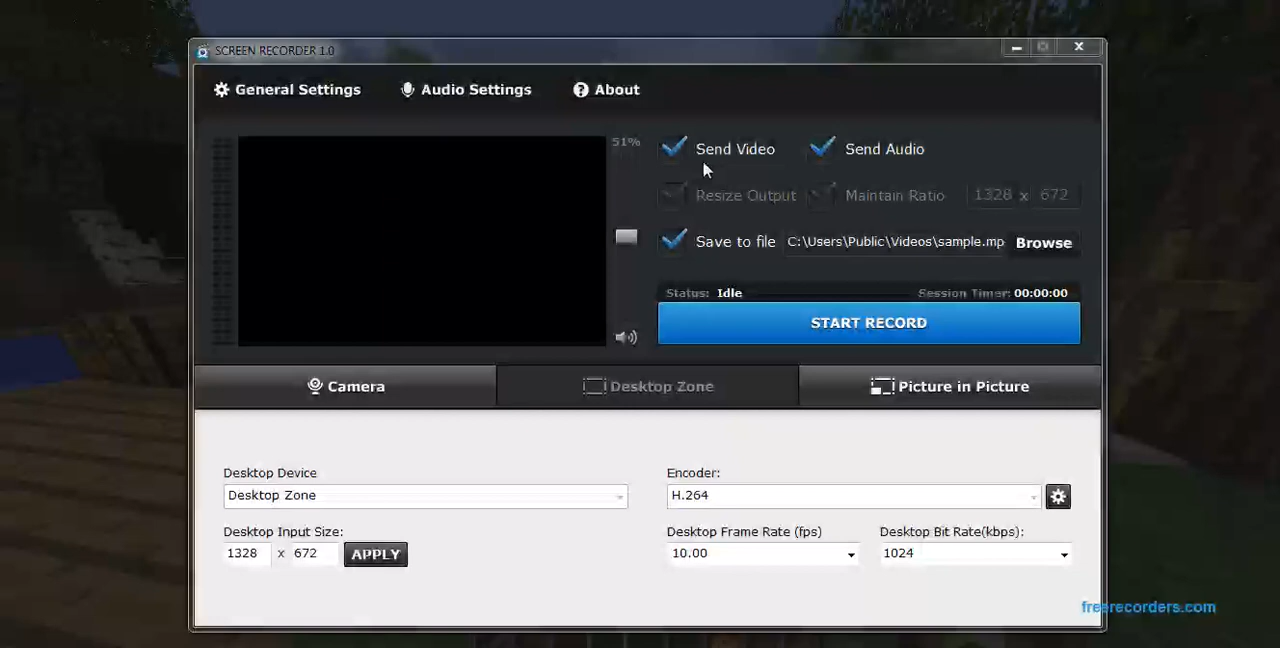 SCREEN RECORDER 1.0
General Settings
Audio Settings
About
51%
Send Video
Send Audio
Resize Output
Maintain Ratio
1328 x 672
Save to file
C:\Users\Public\Videos\sample.mp
Browse
Status: Idle
Session Timer: 00:00:00
START RECORD
Camera
Desktop Zone
Picture in Picture
Desktop Device
Desktop Zone
Desktop Input Size:
1328 x 672
APPLY
Encoder:
H.264
Desktop Frame Rate (fps)
10.00
Desktop Bit Rate(kbps):
1024
freerecorders.com